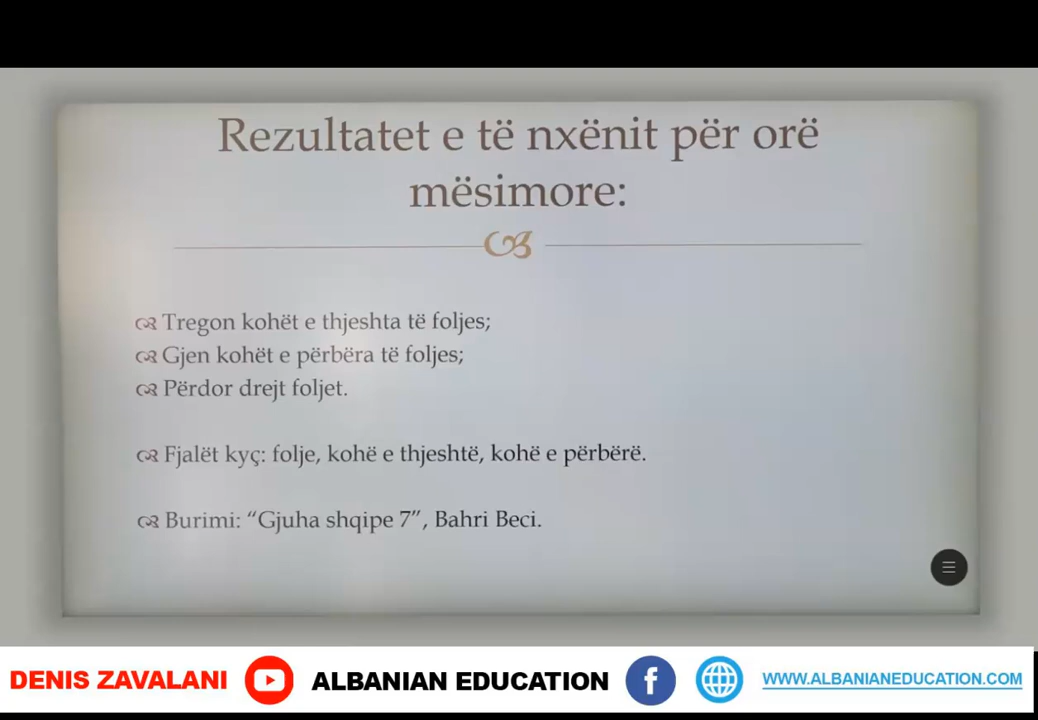 Rezultatet e të nxënit për orë
mësimore:
Tregon kohët e thjeshta të foljes;
Gjen kohët e përbëra të foljes;
Përdor drejt foljet.
Fjalët kyç: folje, kohë e thjeshtë, kohë e përbërë.
Burimi: “Gjuha shqipe 7”, Bahri Beci.
DENIS ZAVALANI
ALBANIAN EDUCATION
WWW.ALBANIANEDUCATION.COM